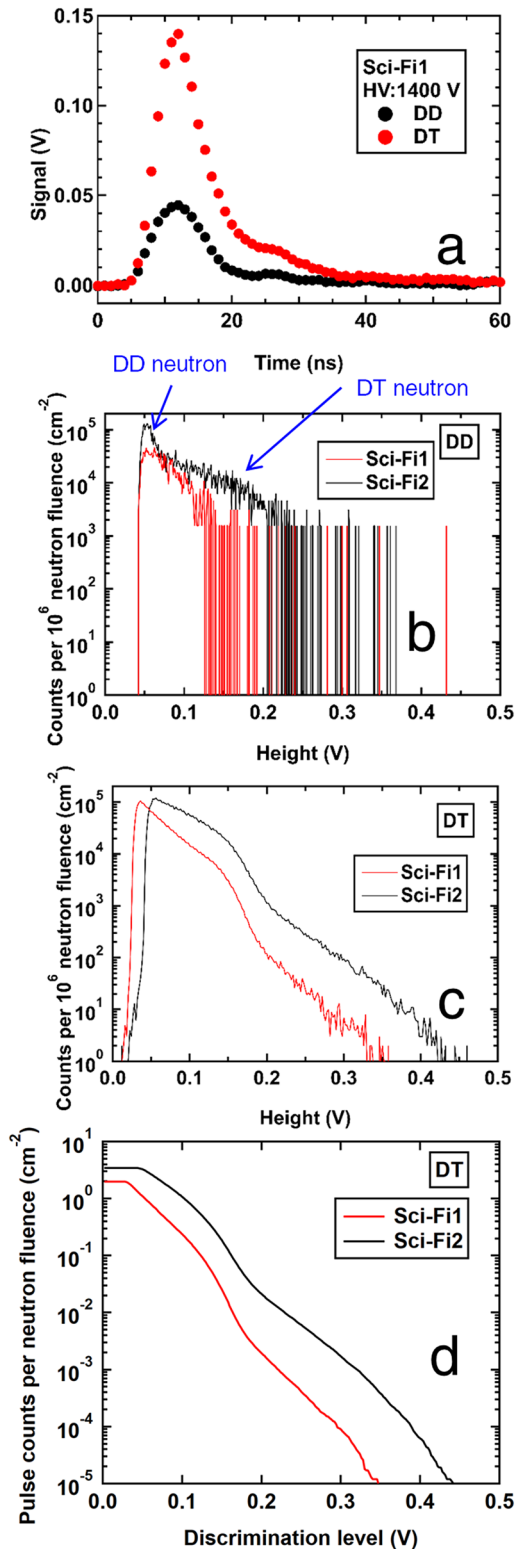 0.15
0.10
0.05
0.00
Signal (V)
Sci-Fi1
HV:1400 V
DD
DT
a
0
20
40
60
Time (ns)
DD neutron
DT neutron
10^5
10^4
10^3
10^2
10^1
10^0
Counts per 10^6 neutron fluence (cm^-2)
DD
Sci-Fi1
Sci-Fi2
b
0.0
0.1
0.2
0.3
0.4
0.5
Height (V)
10^5
10^4
10^3
10^2
10^1
10^0
Counts per 10^6 neutron fluence (cm^-2)
DT
Sci-Fi1
Sci-Fi2
c
0.0
0.1
0.2
0.3
0.4
0.5
Height (V)
10^1
10^0
10^-1
10^-2
10^-3
10^-4
10^-5
Pulse counts per neutron fluence (cm^-2)
DT
Sci-Fi1
Sci-Fi2
d
0.0
0.1
0.2
0.3
0.4
0.5
Discrimination level (V)